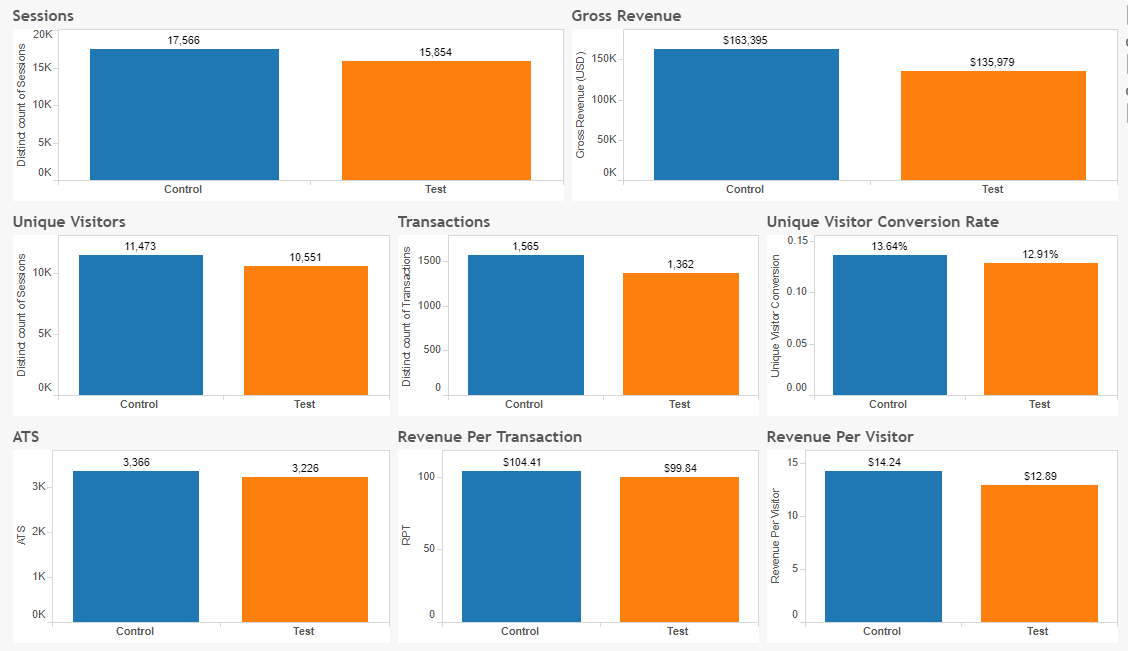 Sessions
Distinct count of Sessions
20K
15K
10K
5K
0K
17,566
15,854
Control
Test
Gross Revenue
Gross Revenue (USD)
150K
100K
50K
0K
$163,395
$135,979
Control
Test
Unique Visitors
Distinct count of Sessions
10K
5K
0K
11,473
10,551
Control
Test
Transactions
Distinct count of Transactions
1500
1000
500
0
1,565
1,362
Control
Test
Unique Visitor Conversion Rate
Unique Visitor Conversion
0.15
0.10
0.05
0.00
13.64%
12.91%
Control
Test
ATS
ATS
3K
2K
1K
0K
3,366
3,226
Control
Test
Revenue Per Transaction
RPT
100
50
0
$104.41
$99.84
Control
Test
Revenue Per Visitor
Revenue Per Visitor
15
10
5
0
$14.24
$12.89
Control
Test